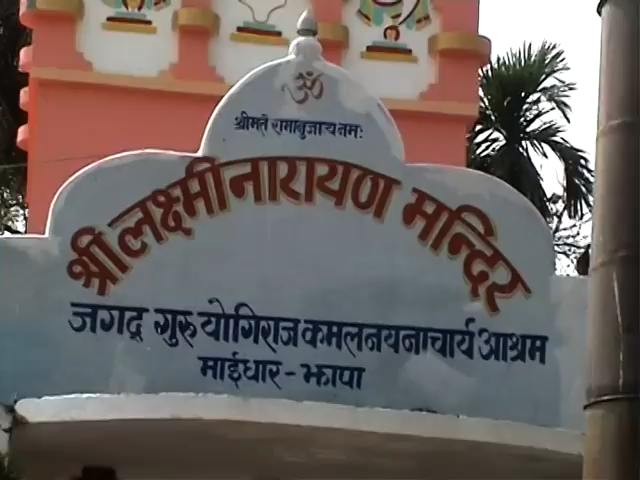 ॐ
श्रीमते रामानुजाय नमः
श्री लक्ष्मीनारायण मन्दिर
जगद् गुरु योगिराज कमलनयनाचार्य आश्रम
माईधार - झापा